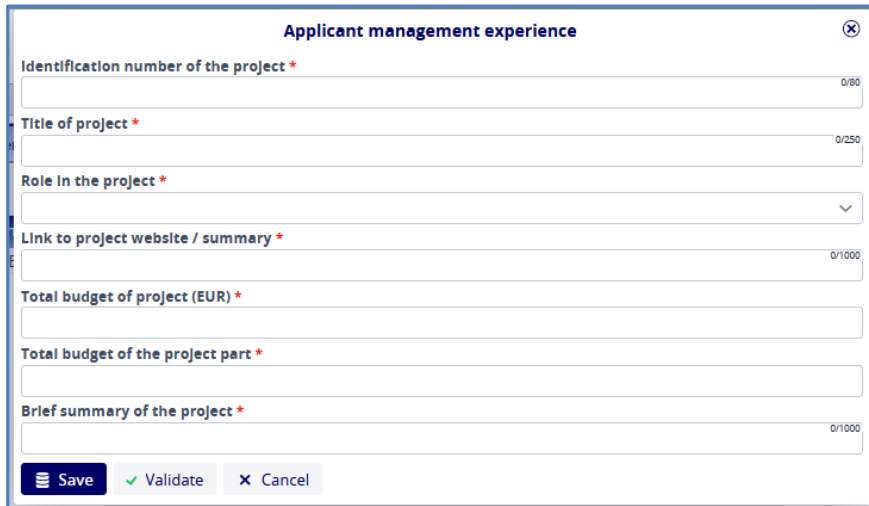 Applicant management experience
Identification number of the project *
0/80
Title of project *
0/250
Role in the project *
Link to project website / summary *
0/1000
Total budget of project (EUR) *
Total budget of the project part *
Brief summary of the project *
0/1000
Save Validate Cancel